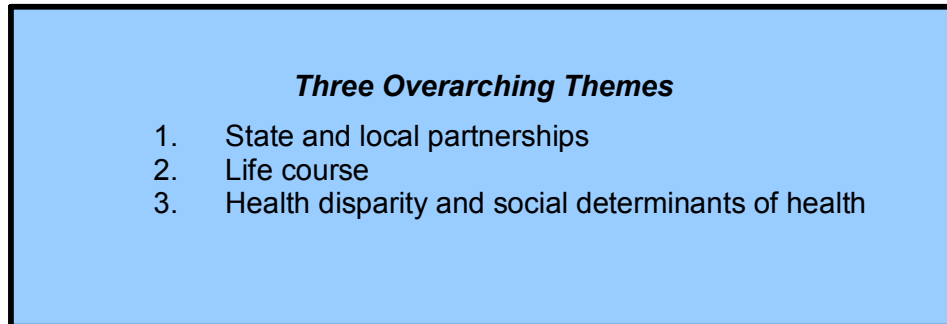 Three Overarching Themes
1. State and local partnerships
2. Life course
3. Health disparity and social determinants of health